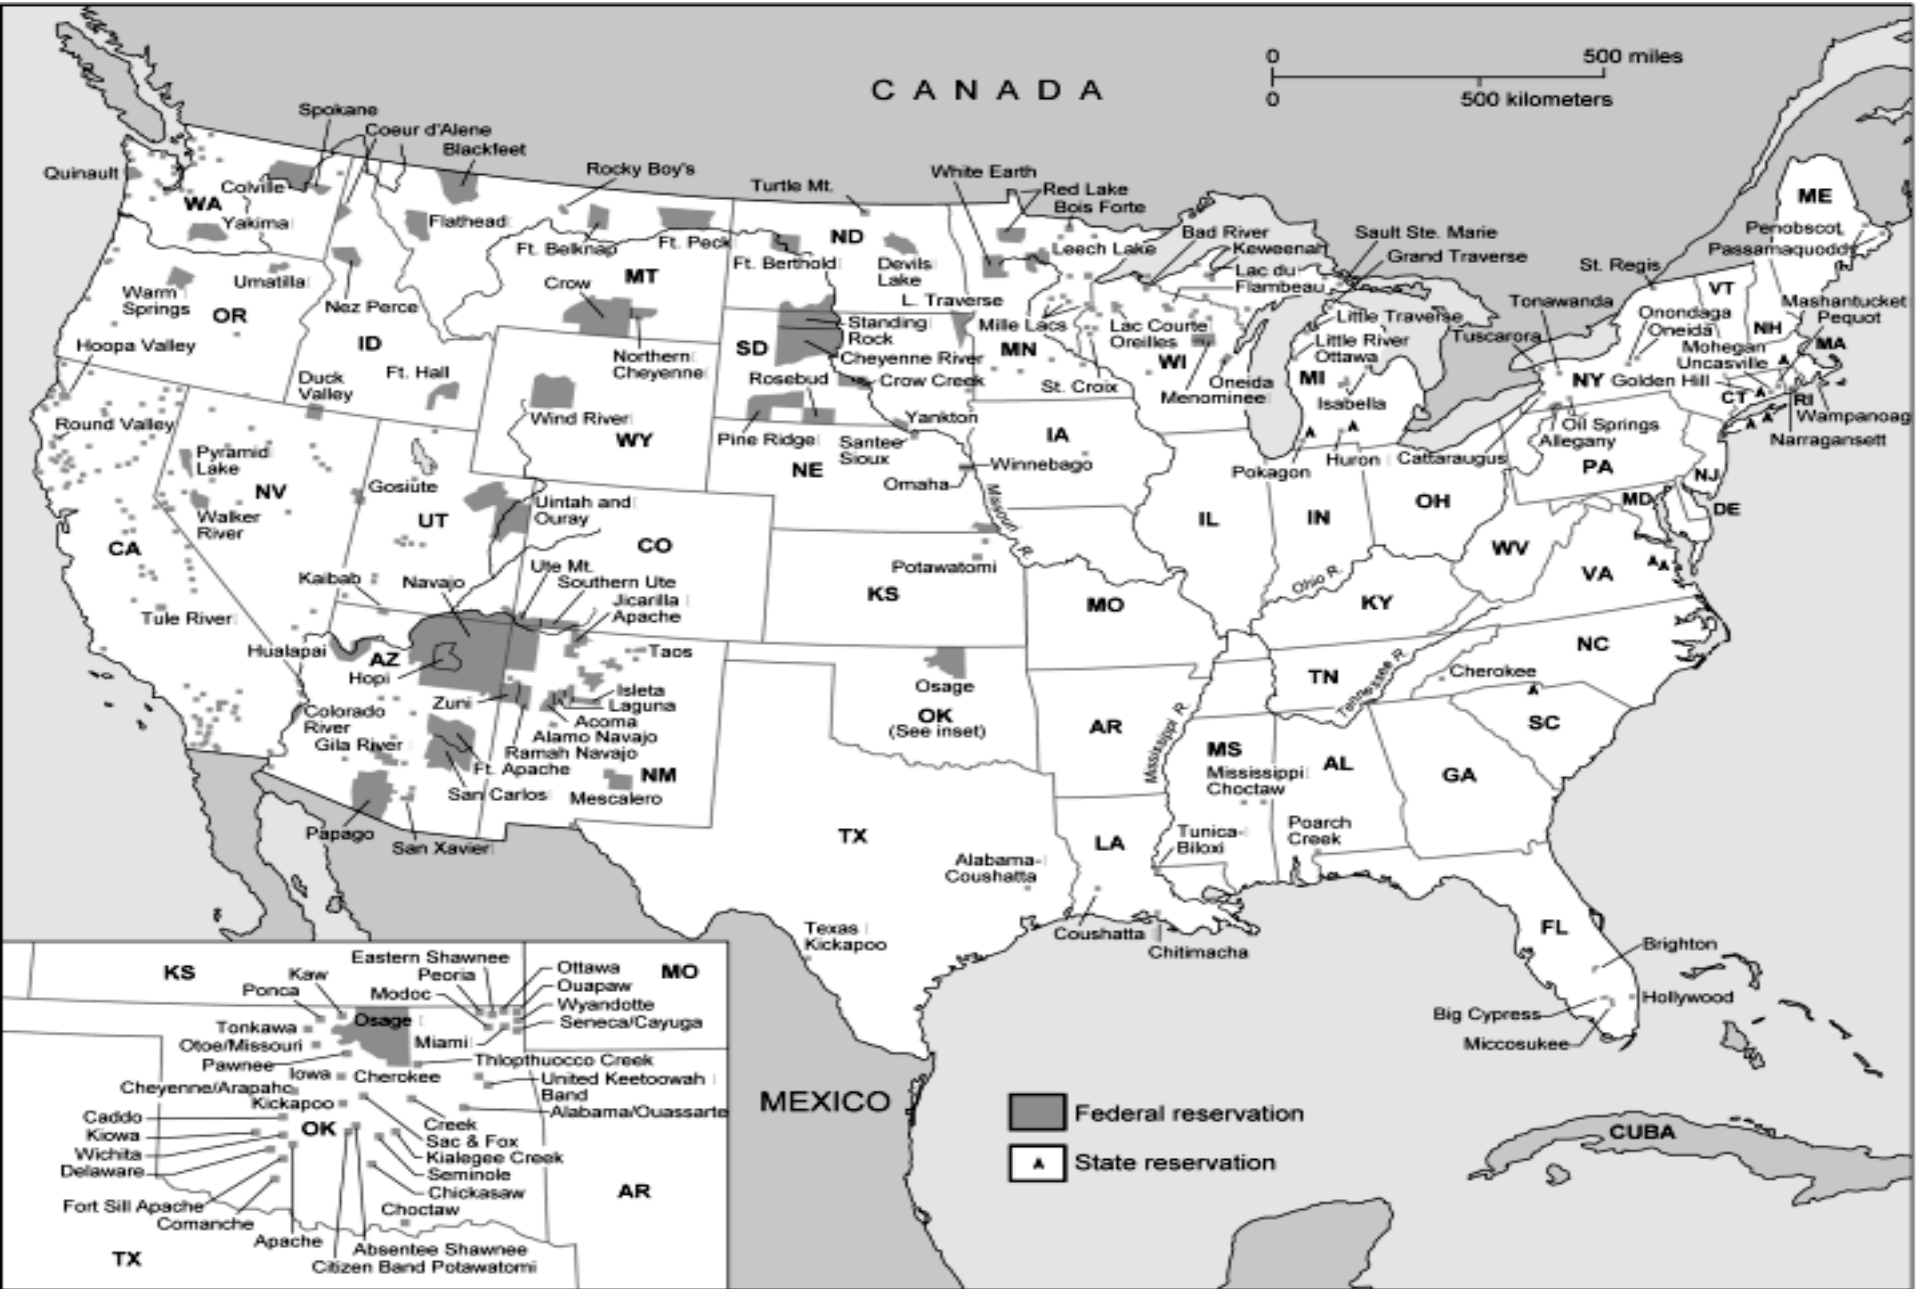 0 500 miles
0 500 kilometers
CANADA
Spokane
Coeur d'Alene
Blackfeet
Quinault
Colville
WA
Yakima
Flathead
Rocky Boy's
Ft. Belknap
Ft. Peck
MT
Crow
Northern
Cheyenne
Turtle Mt.
ND
Ft. Berthold
Devils
Lake
White Earth
Red Lake
Bois Forte
Leech Lake
L. Traverse
Mille Lacs
MN
St. Croix
Bad River
Keweenah
Lac du
Flambeau
Lac Courte
Oreilles
WI
Menominee
Oneida
Sault Ste. Marie
Grand Traverse
Little Traverse
Little River
Ottawa
MI
Isabella
Pokagon
Huron
Warm
Springs
Umatilla
OR
Nez Perce
ID
Ft. Hall
Duck
Valley
Hoopa Valley
Round Valley
Pyramid
Lake
NV
Walker
River
CA
Tule River
Wind River
WY
SD
Standing
Rock
Cheyenne River
Rosebud
Crow Creek
Pine Ridge
Yankton
Santee
Sioux
NE
Winnebago
Omaha
IA
Missouri R.
Gosiute
UT
Uintah and
Ouray
CO
Ute Mt.
Southern Ute
Jicarilla
Apache
Kaibab
Navajo
Hualapai
AZ
Hopi
Zuni
Taos
Isleta
Laguna
Acoma
Alamo Navajo
Ramah Navajo
Colorado
River
Gila River
Ft. Apache
San Carlos
NM
Mescalero
Papago
San Xavier
Potawatomi
KS
MO
Osage
OK
(See inset)
AR
Mississippi R.
TX
Alabama-
Coushatta
Texas
Kickapoo
LA
Coushatta
Chitimacha
Tunica-
Biloxi
MS
Mississippi
Choctaw
AL
Poarch
Creek
GA
FL
Brighton
Hollywood
Big Cypress
Miccosukee
IL
IN
OH
Ohio R.
KY
TN
Tennessee R.
Cherokee
NC
SC
WV
VA
MD
DE
NJ
PA
Cattaraugus
Allegany
Oil Springs
NY
Tuscarora
Tonawanda
St. Regis
Onondaga
Oneida
Mohegan
Uncasville
Golden Hill
CT
RI
MA
NH
VT
ME
Penobscot
Passamaquoddy
Mashantucket
Pequot
Wampanoag
Narragansett
MEXICO
CUBA
Federal reservation
A State reservation
KS
MO
Eastern Shawnee
Kaw
Peoria
Ottawa
Ponca
Modoc
Ouapaw
Wyandotte
Tonkawa
Osage
Seneca/Cayuga
Otoe/Missouri
Miami
Pawnee
Thlopthuocco Creek
Iowa
Cherokee
United Keetoowah
Band
Cheyenne/Arapaho
Kickapoo
Alabama/Ouassarte
Caddo
OK
Creek
Kiowa
Sac & Fox
Wichita
Kialegee Creek
Delaware
Seminole
Chickasaw
AR
Fort Sill Apache
Choctaw
Comanche
Apache
Absentee Shawnee
Citizen Band Potawatomi
TX